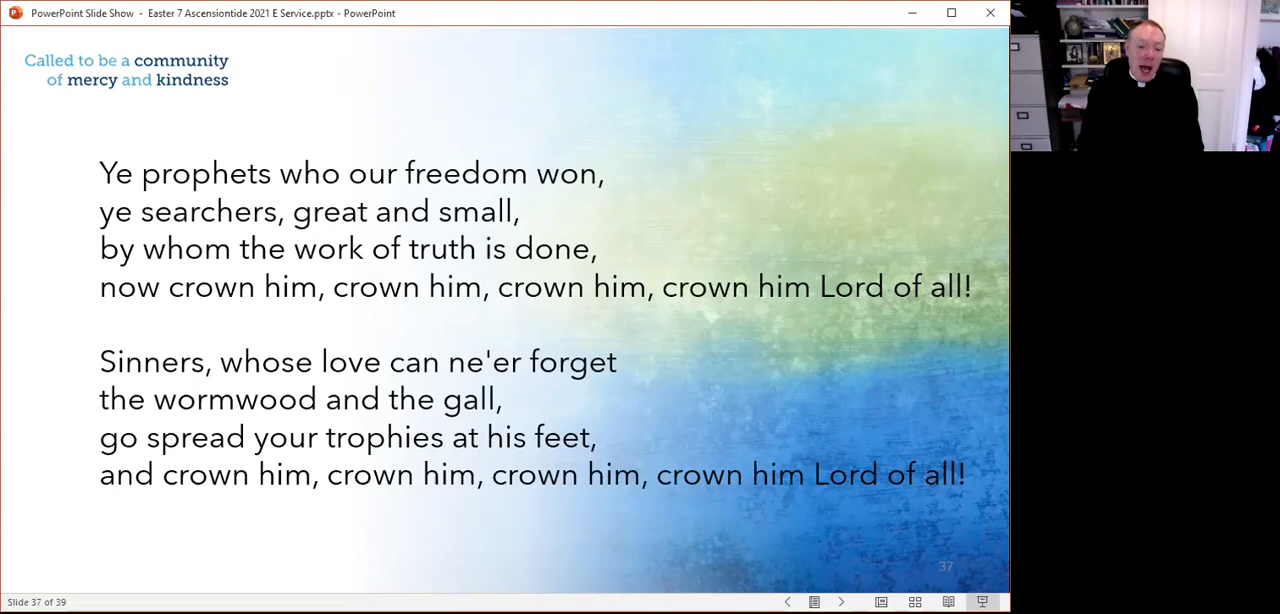 PowerPoint Slide Show - Easter 7 Ascensiontide 2021 E Service.pptx - PowerPoint
Called to be a community
of mercy and kindness
Ye prophets who our freedom won,
ye searchers, great and small,
by whom the work of truth is done,
now crown him, crown him, crown him, crown him Lord of all!
Sinners, whose love can ne'er forget
the wormwood and the gall,
go spread your trophies at his feet,
and crown him, crown him, crown him, crown him Lord of all!
37
Slide 37 of 39